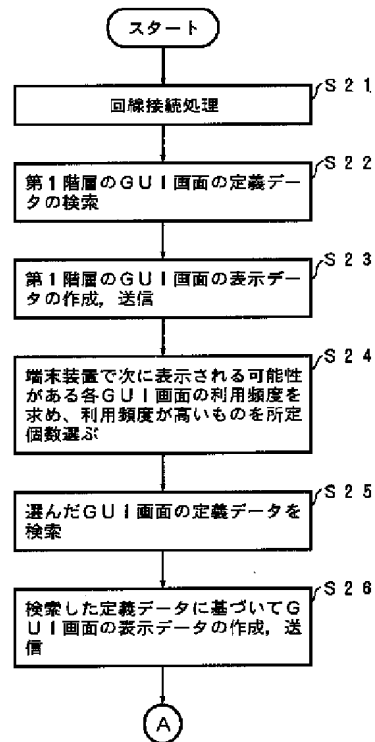 スタート
S21
回線接続処理
S22
第1階層のGUI画面の定義デー
タの検索
S23
第1階層のGUI画面の表示デー
タの作成，送信
S24
端末装置で次に表示される可能性
がある各GUI画面の利用頻度を
求め、利用頻度が高いものを所定
個数選ぶ
S25
選んだGUI画面の定義データを
検索
S26
検索した定義データに基づいてG
UI画面の表示データの作成，送
信
A